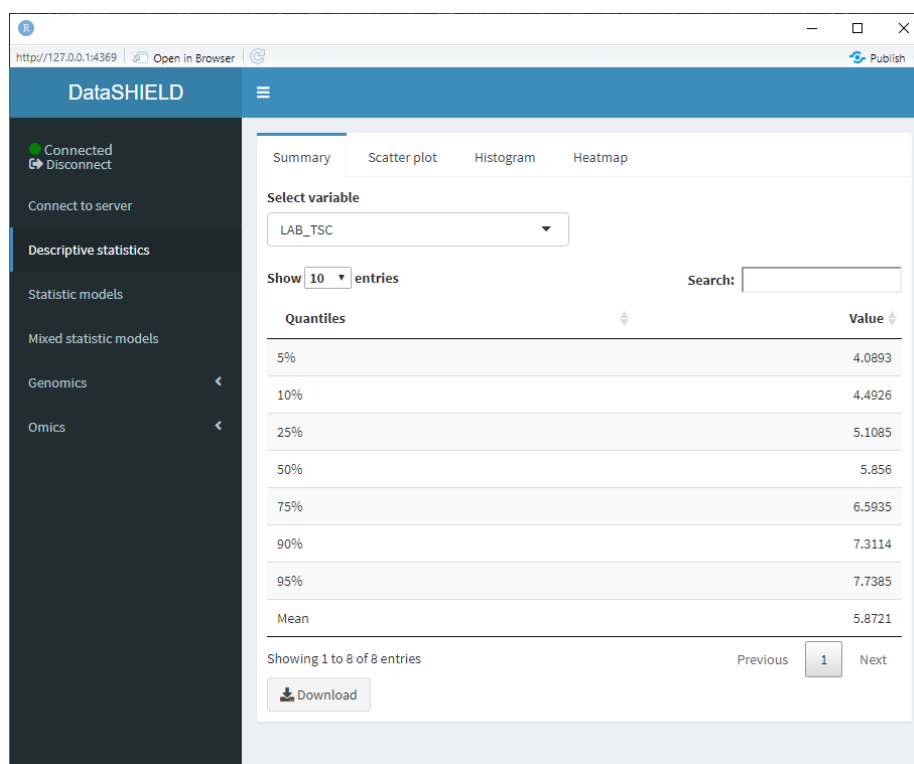 R
http://127.0.0.1:4369 Open in Browser Publish
DataSHIELD
Connected
Disconnect
Connect to server
Descriptive statistics
Statistic models
Mixed statistic models
Genomics
Omics
Summary Scatter plot Histogram Heatmap
Select variable
LAB_TSC
Show 10 entries Search:
Quantiles Value
5% 4.0893
10% 4.4926
25% 5.1085
50% 5.856
75% 6.5935
90% 7.3114
95% 7.7385
Mean 5.8721
Showing 1 to 8 of 8 entries Previous 1 Next
Download